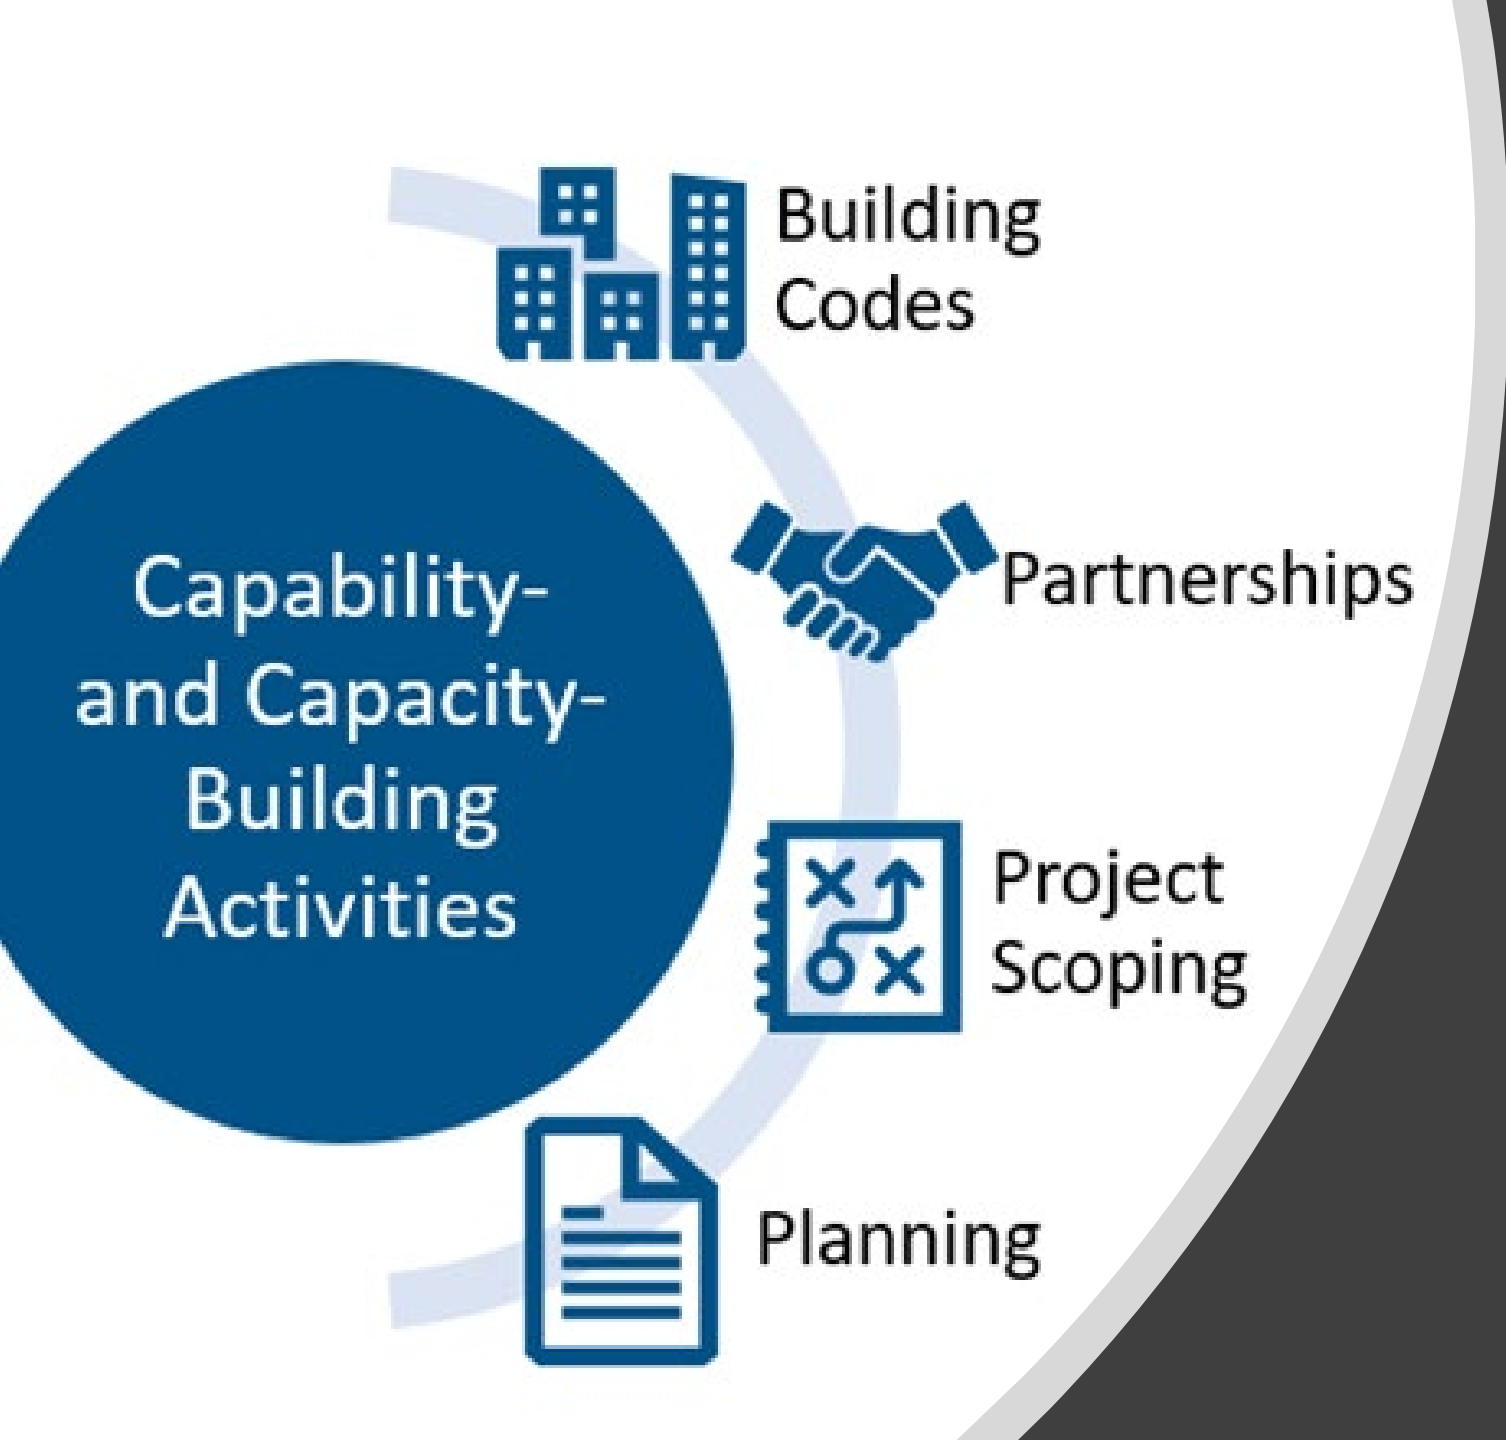 Capability-
and Capacity-
Building
Activities
Building
Codes
Partnerships
Project
Scoping
Planning